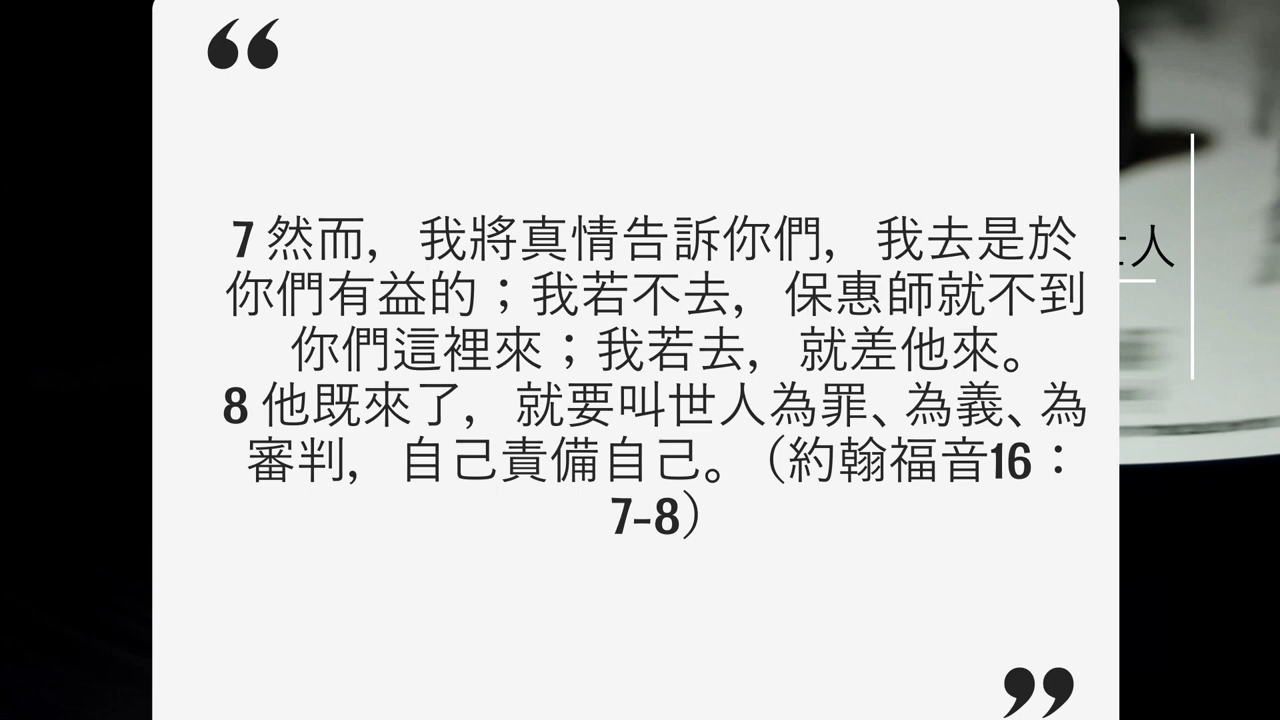 7 然而，我將真情告訴你們，我去是於
你們有益的；我若不去，保惠師就不到
你們這裡來；我若去，就差他來。
8 他既來了，就要叫世人為罪、為義、為
審判，自己責備自己。（約翰福音16：
7-8）
人